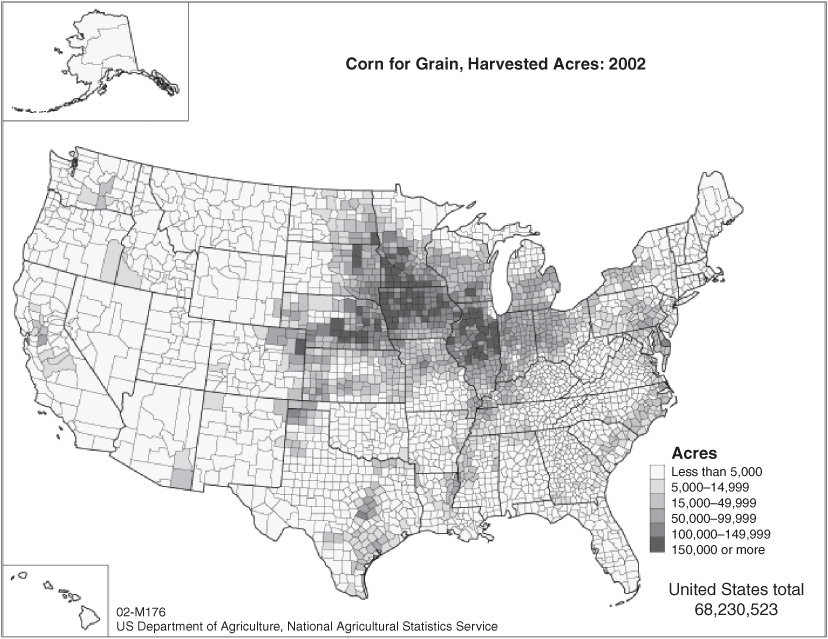 Corn for Grain, Harvested Acres: 2002
Acres
Less than 5,000
5,000–14,999
15,000–49,999
50,000–99,999
100,000–149,999
150,000 or more
United States total
68,230,523
02-M176
US Department of Agriculture, National Agricultural Statistics Service